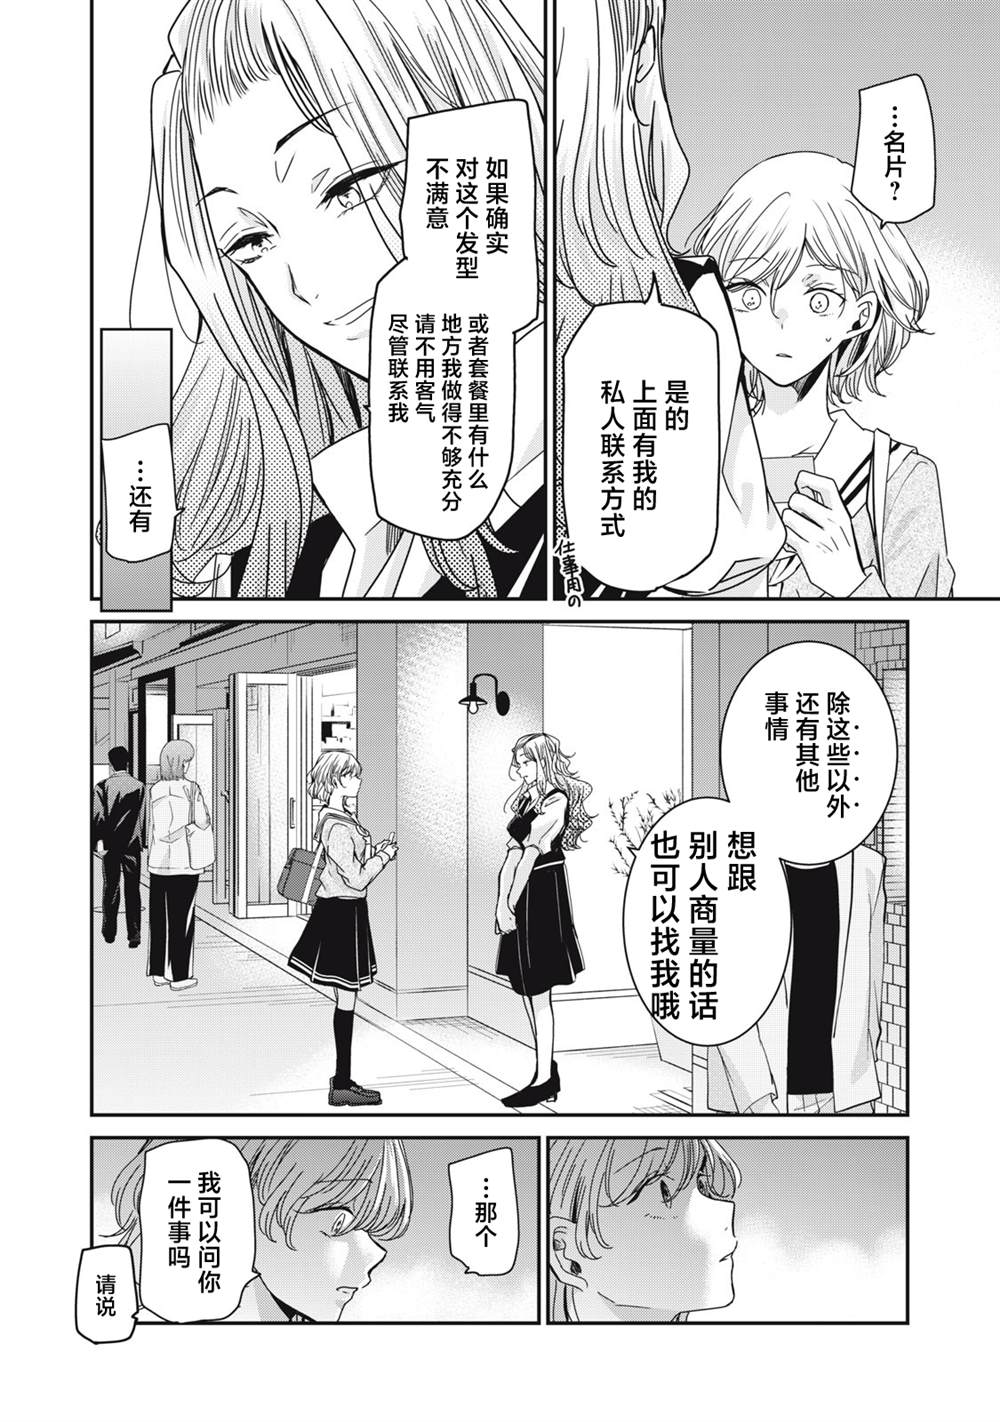 …名片?
是的
上面有我的
私人联系方式
仕事用の
如果确实
对这个发型
不满意
或者套餐里有什么
地方我做得不够充分
请不用客气
尽管联系我
…还有
除这些以外
还有其他
事情
想跟
别人商量的话
也可以找我哦
…那个
我可以问你
一件事吗
请说